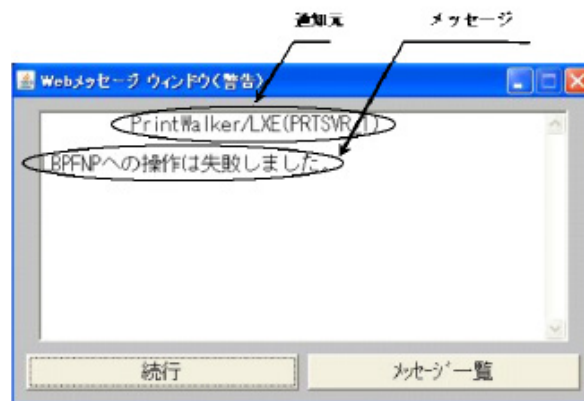 通知元 メッセージ
Webメッセージ ウィンドウ(警告)
PrintWalker/LXE(PRTSVR_1)
LBPFNPへの操作は失敗しました。
続行 ﾒｯｾｰｼﾞ一覧